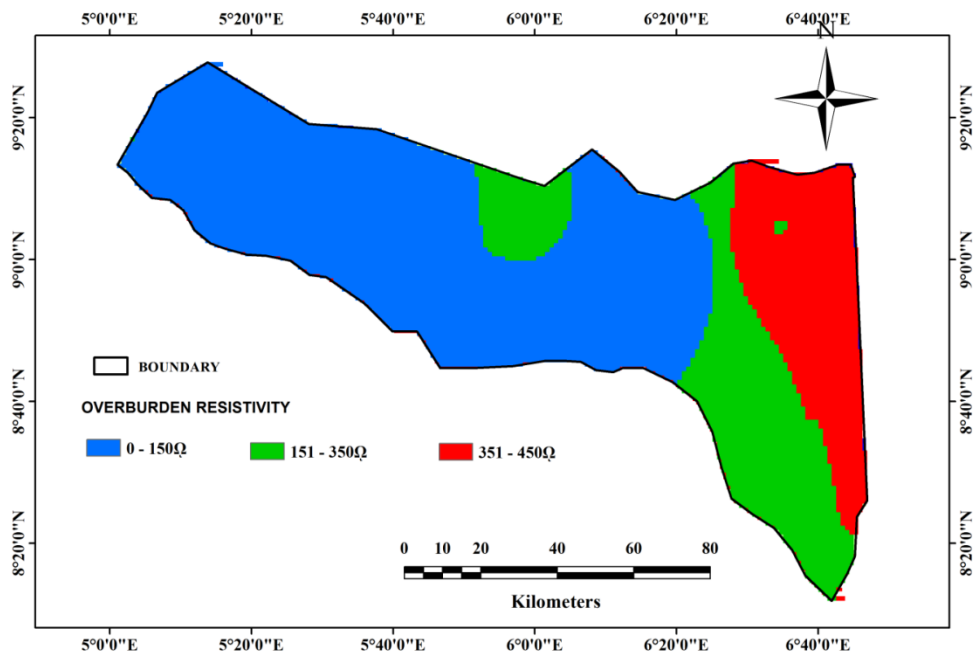 5°0'0"E 5°20'0"E 5°40'0"E 6°0'0"E 6°20'0"E 6°40'0"E
N
9°20'0"N 9°20'0"N
9°0'0"N 9°0'0"N
BOUNDARY
8°40'0"N 8°40'0"N
OVERBURDEN RESISTIVITY
0 - 150Ω 151 - 350Ω 351 - 450Ω
8°20'0"N 8°20'0"N
0 10 20 40 60 80
Kilometers
5°0'0"E 5°20'0"E 5°40'0"E 6°0'0"E 6°20'0"E 6°40'0"E